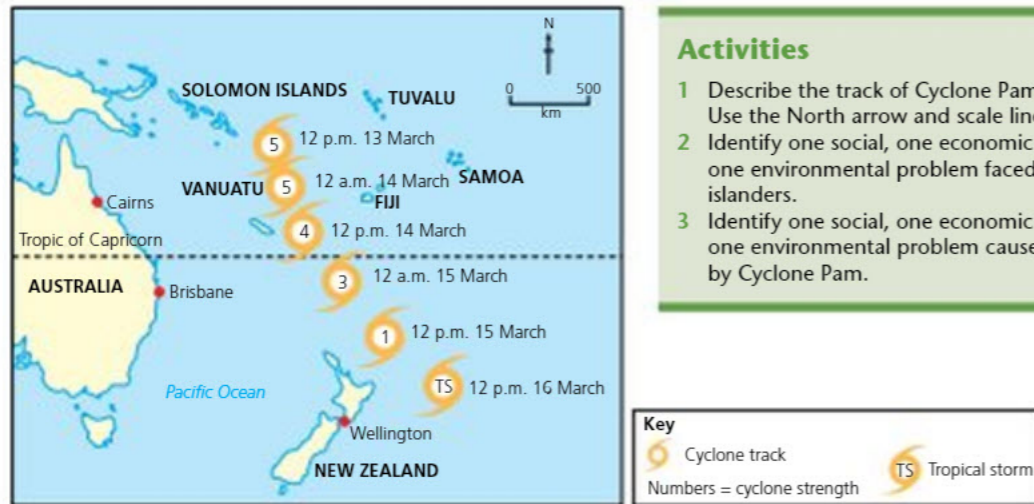 N
SOLOMON ISLANDS
TUVALU
0 500
km
5 12 p.m. 13 March
VANUATU 5 12 a.m. 14 March SAMOA
FIJI
Cairns
4 12 p.m. 14 March
Tropic of Capricorn
AUSTRALIA
3 12 a.m. 15 March
Brisbane
1 12 p.m. 15 March
Pacific Ocean
TS 12 p.m. 16 March
Wellington
NEW ZEALAND
Activities
1 Describe the track of Cyclone Pam
Use the North arrow and scale line
2 Identify one social, one economic
one environmental problem faced
islanders.
3 Identify one social, one economic
one environmental problem cause
by Cyclone Pam.
Key
Cyclone track
TS Tropical storm
Numbers = cyclone strength